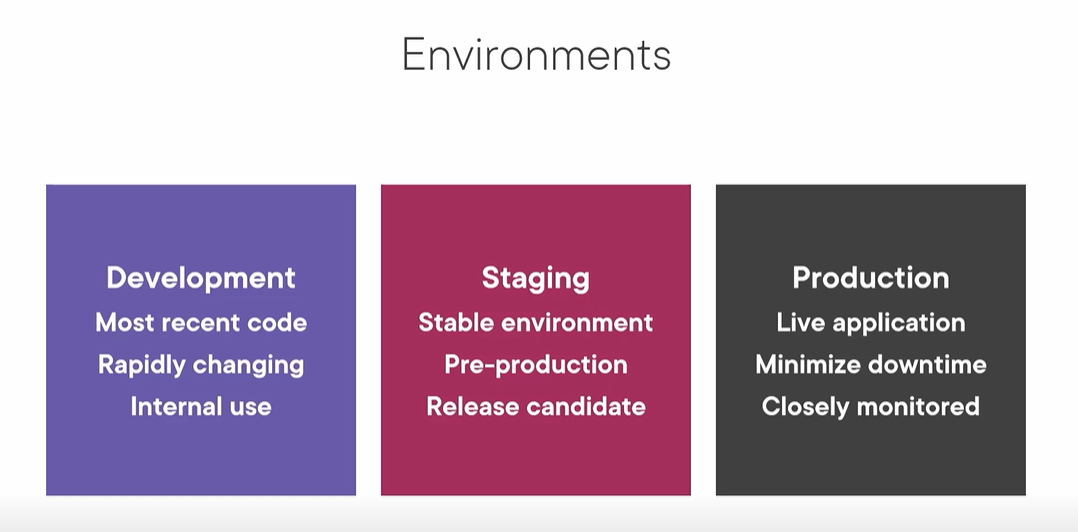 Environments
Development
Most recent code
Rapidly changing
Internal use
Staging
Stable environment
Pre-production
Release candidate
Production
Live application
Minimize downtime
Closely monitored